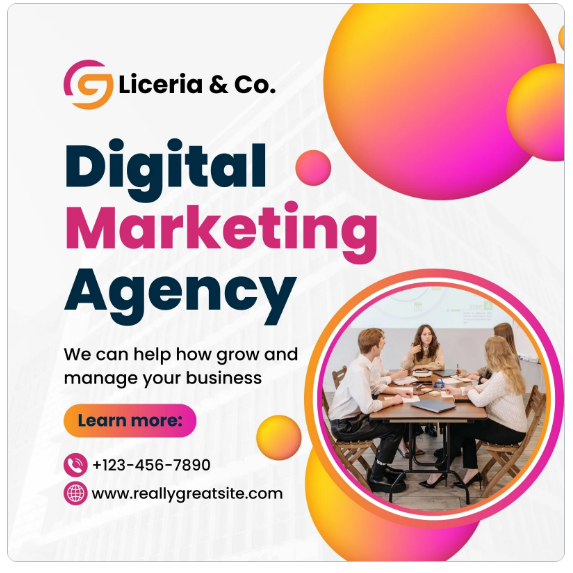 Liceria & Co.
Digital
Marketing
Agency
We can help how grow and
manage your business
Learn more:
+123-456-7890
www.reallygreatsite.com